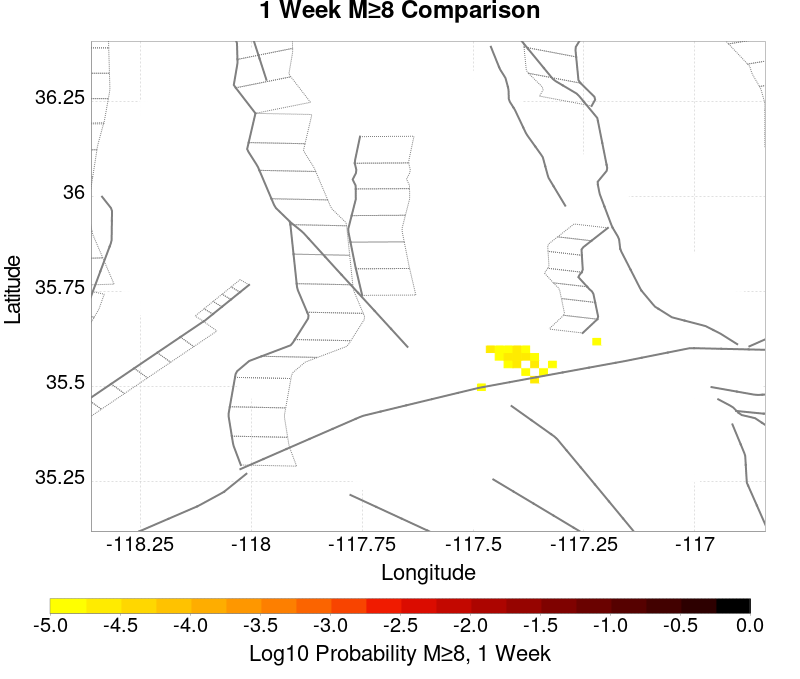 1 Week M≥8 Comparison
36.25
36
35.75
35.5
35.25
Latitude
-118.25 -118 -117.75 -117.5 -117.25 -117
Longitude
-5.0 -4.5 -4.0 -3.5 -3.0 -2.5 -2.0 -1.5 -1.0 -0.5 0.0
Log10 Probability M≥8, 1 Week